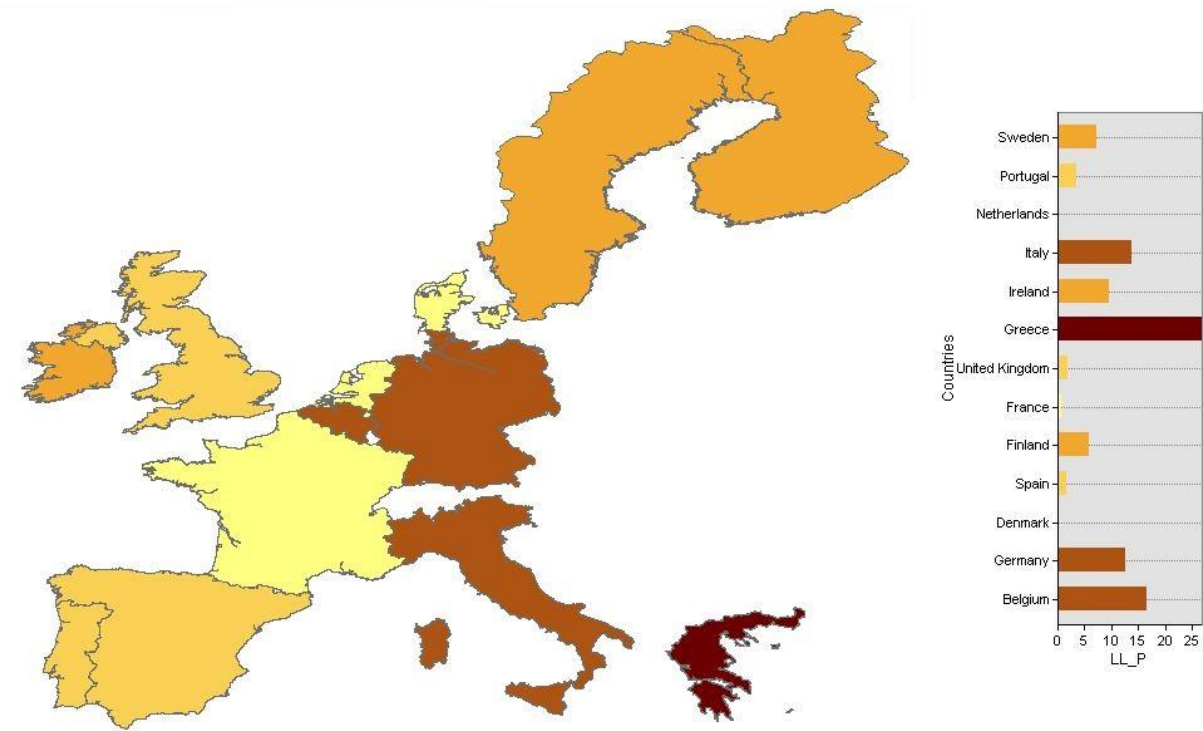 Sweden
Portugal
Netherlands
Italy
Ireland
Greece
United Kingdom
France
Finland
Spain
Denmark
Germany
Belgium
Countries
0 5 10 15 20 25
LL_P